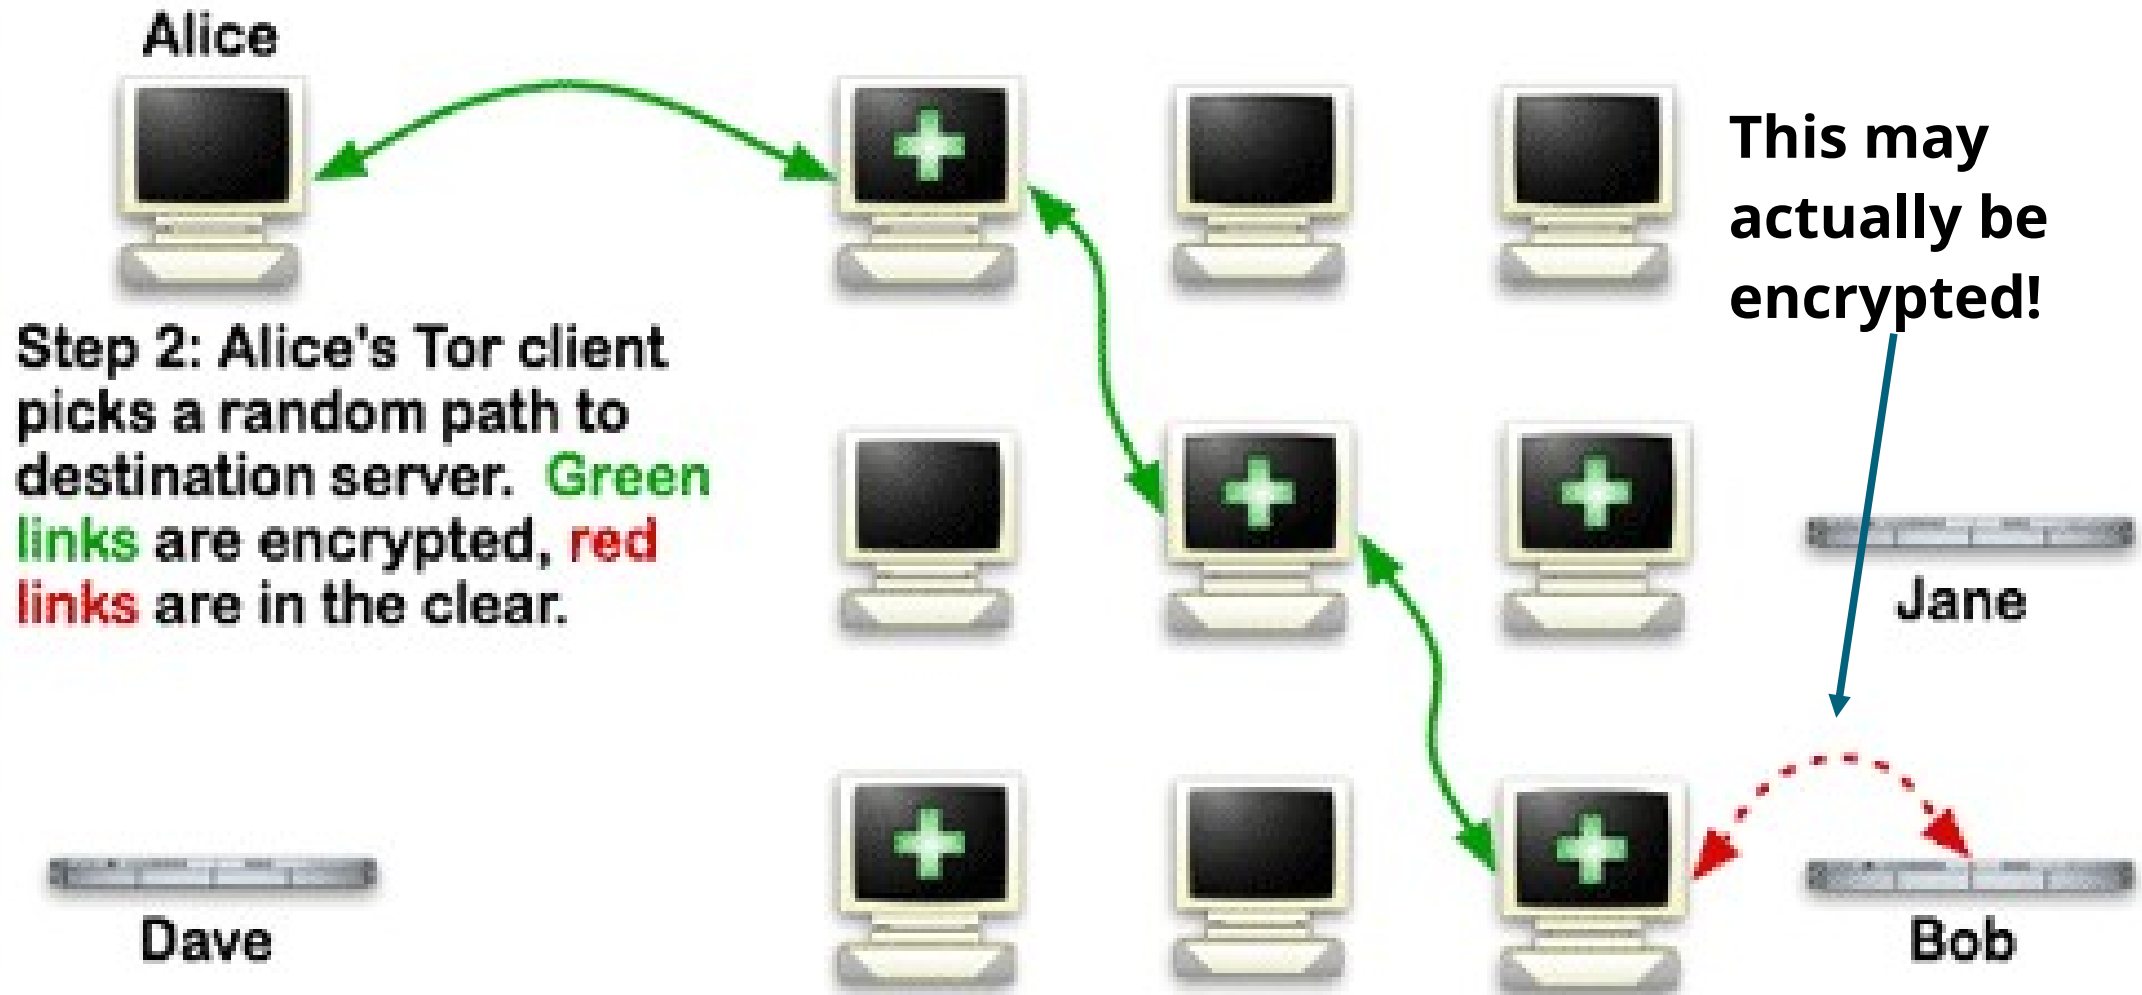 Alice
This may
actually be
encrypted!
Step 2: Alice's Tor client
picks a random path to
destination server. Green
links are encrypted, red
links are in the clear.
Jane
Dave
Bob